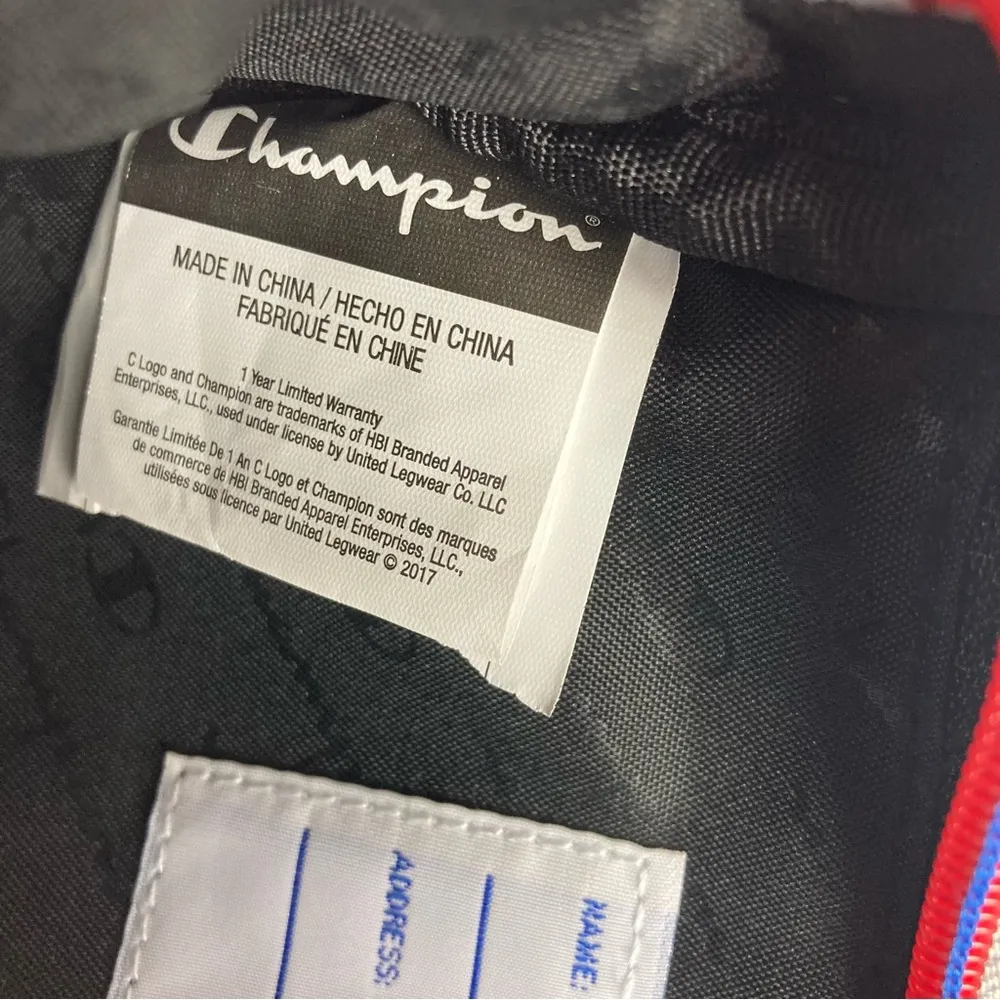 Champion®
MADE IN CHINA / HECHO EN CHINA
FABRIQUÉ EN CHINE
1 Year Limited Warranty
C Logo and Champion are trademarks of HBI Branded Apparel
Enterprises, LLC., used under license by United Legwear Co. LLC
Garantie Limitée De 1 An C Logo et Champion sont des marques
de commerce de HBI Branded Apparel Enterprises, LLC.,
utilisées sous licence par United Legwear © 2017
NAME:
ADDRESS: